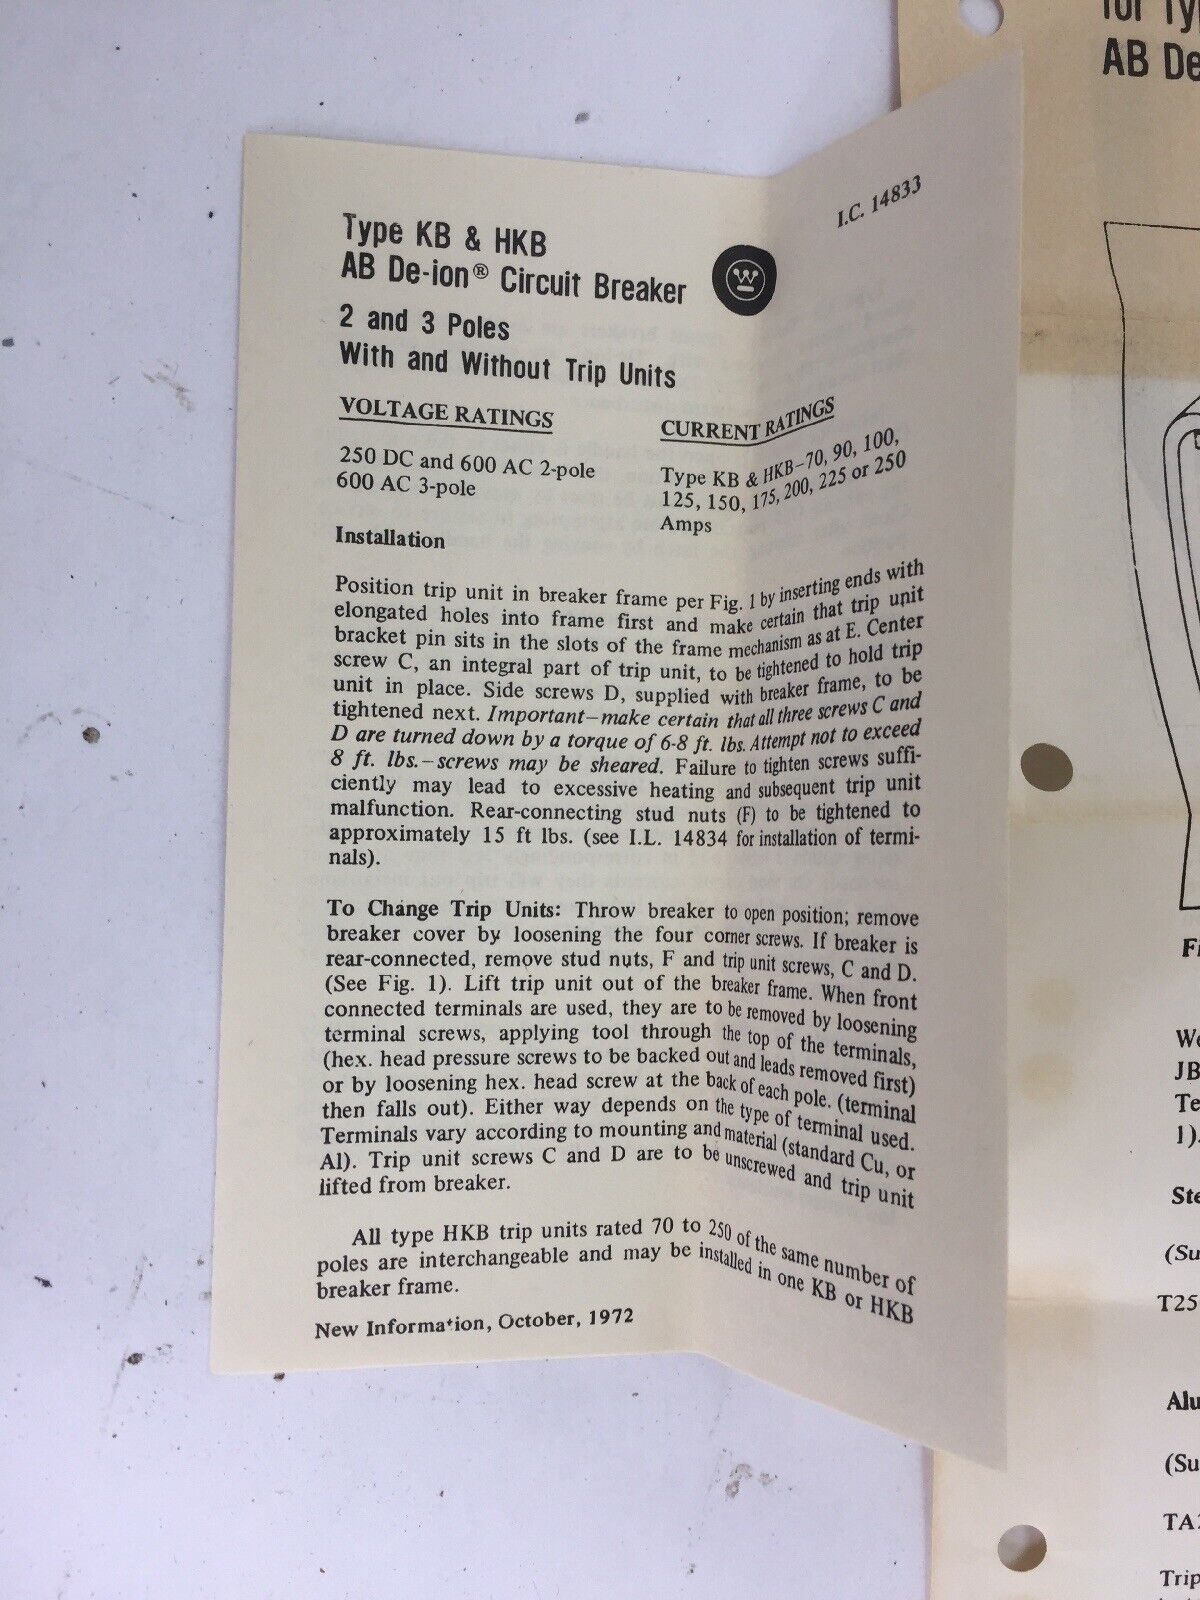 I.C. 14833
Type KB & HKB
AB De-ion® Circuit Breaker
2 and 3 Poles
With and Without Trip Units
VOLTAGE RATINGS
250 DC and 600 AC 2-pole
600 AC 3-pole
CURRENT RATINGS
Type KB & HKB–70, 90, 100,
125, 150, 175, 200, 225 or 250
Amps
Installation
Position trip unit in breaker frame per Fig. 1 by inserting ends with
elongated holes into frame first and make certain that trip unit
bracket pin sits in the slots of the frame mechanism as at E. Center
screw C, an integral part of trip unit, to be tightened to hold trip
unit in place. Side screws D, supplied with breaker frame, to be
tightened next. Important–make certain that all three screws C and
D are turned down by a torque of 6-8 ft. lbs. Attempt not to exceed
8 ft. lbs.–screws may be sheared. Failure to tighten screws suffi-
ciently may lead to excessive heating and subsequent trip unit
malfunction. Rear-connecting stud nuts (F) to be tightened to
approximately 15 ft lbs. (see I.L. 14834 for installation of termi-
nals).
To Change Trip Units: Throw breaker to open position; remove
breaker cover by loosening the four corner screws. If breaker is
rear-connected, remove stud nuts, F and trip unit screws, C and D.
(See Fig. 1). Lift trip unit out of the breaker frame. When front
connected terminals are used, they are to be removed by loosening
terminal screws, applying tool through the top of the terminals,
(hex. head pressure screws to be backed out and leads removed first)
or by loosening hex. head screw at the back of each pole. (terminal
then falls out). Either way depends on the type of terminal used.
Terminals vary according to mounting and material (standard Cu, or
Al). Trip unit screws C and D are to be unscrewed and trip unit
lifted from breaker.
All type HKB trip units rated 70 to 250 of the same number of
poles are interchangeable and may be installed in one KB or HKB
breaker frame.
New Information, October, 1972
for Ty
AB De
Fi
We
JB
Te
1).
Ste
(Su
T25
Alu
(Su
TA2
Trip